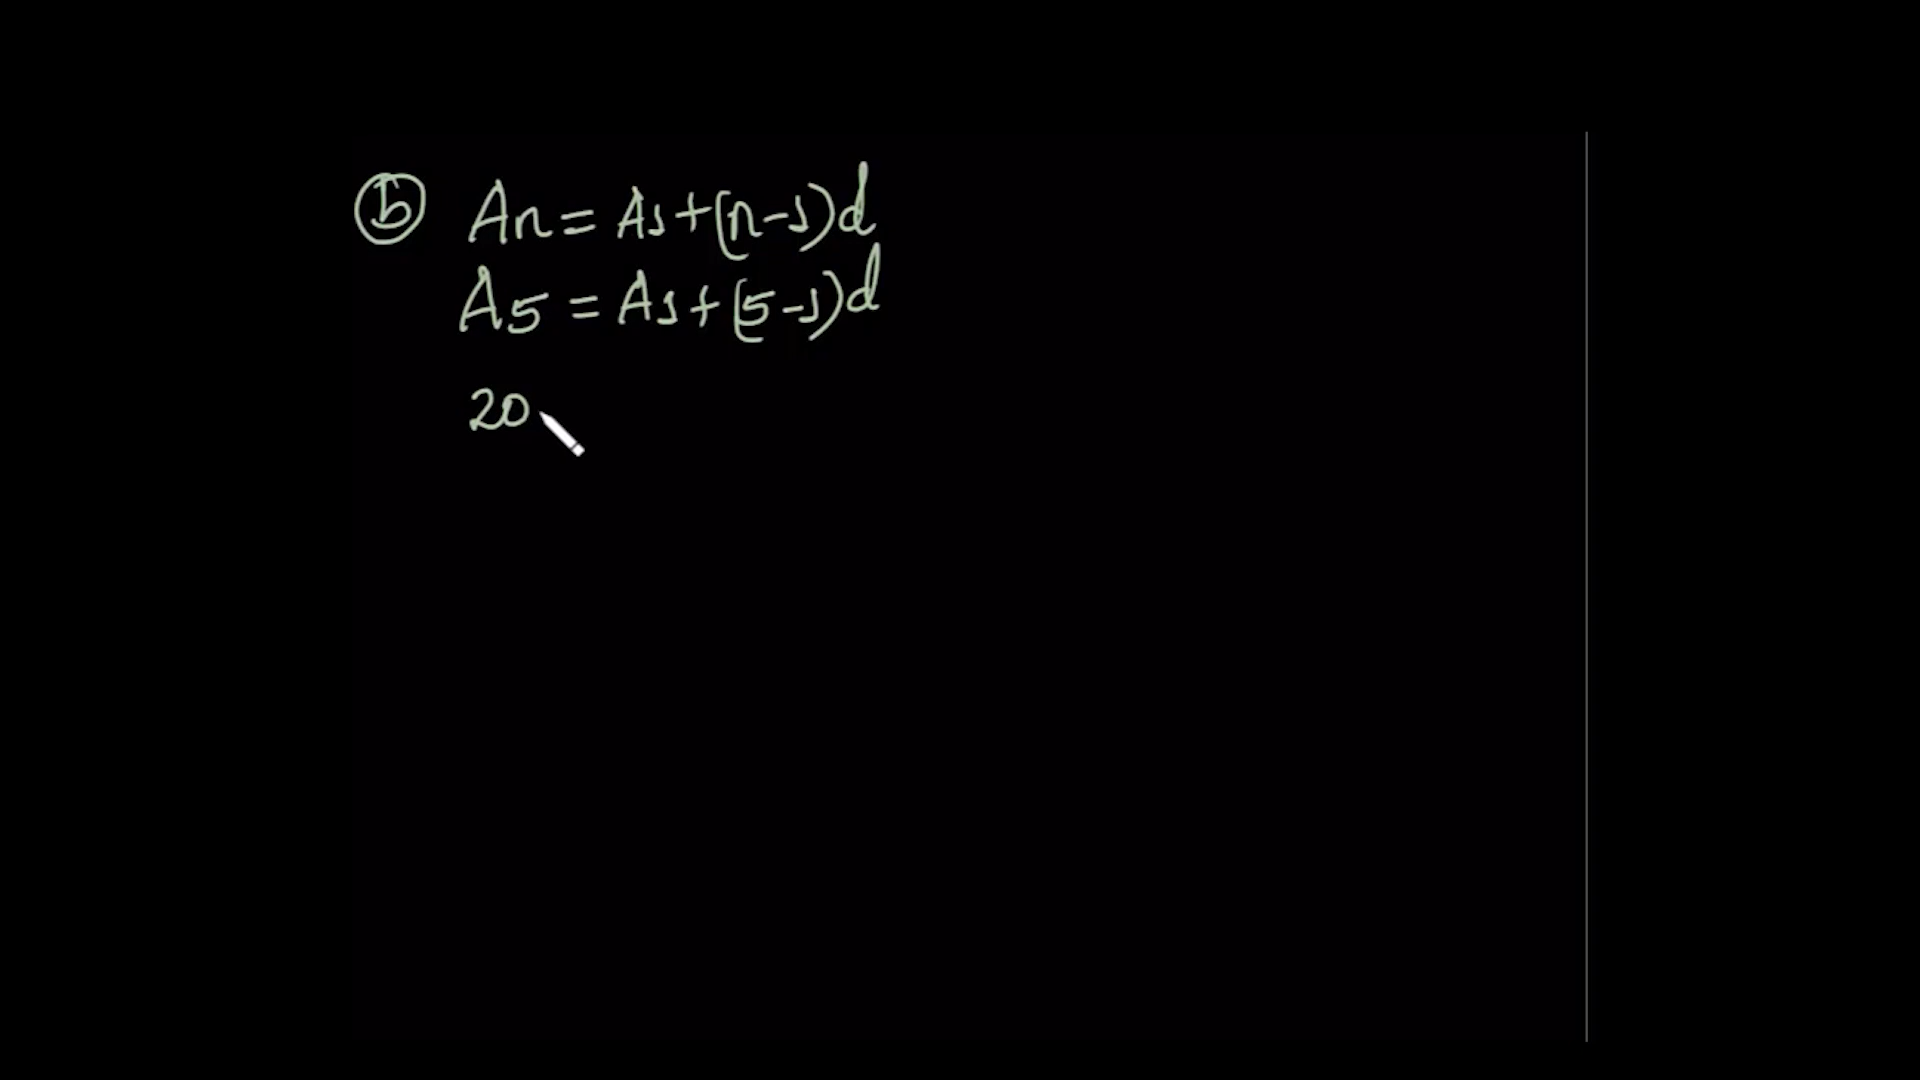 ⓑ An = A1+(n-1)d
A5 = A1+(5-1)d
20